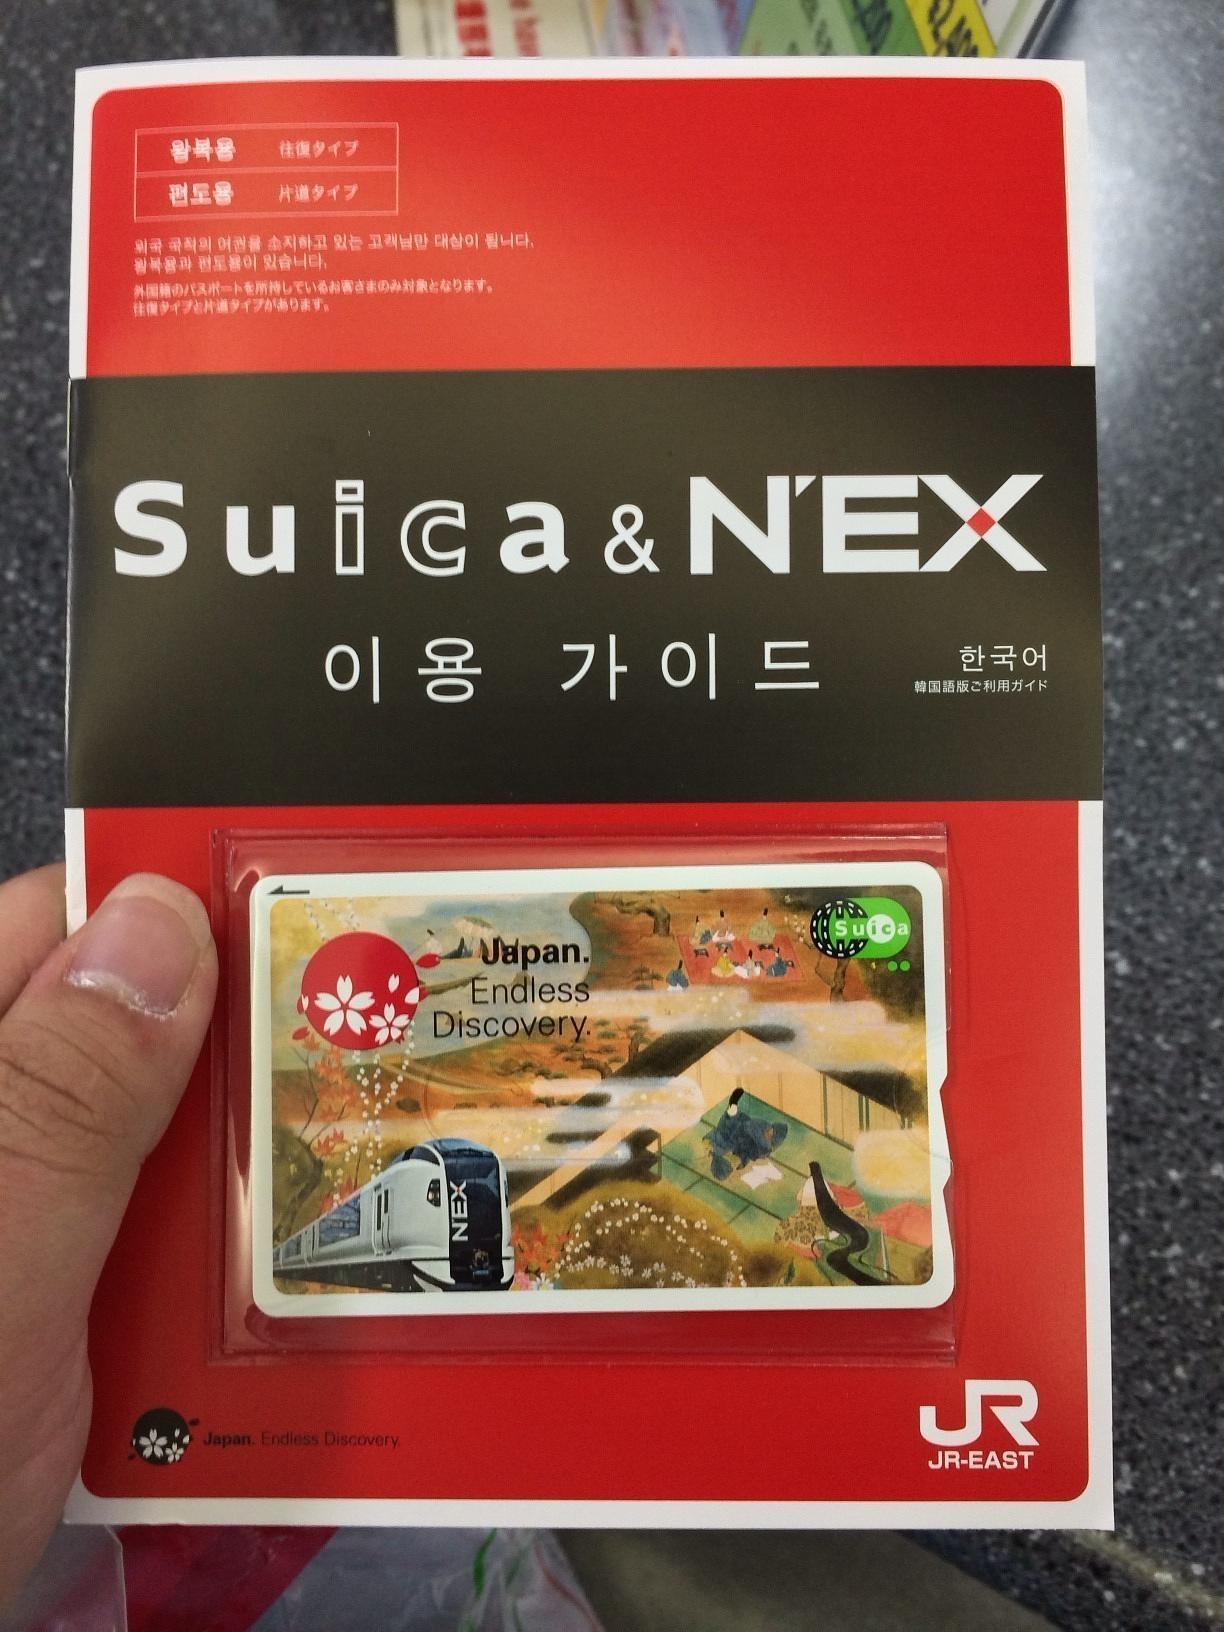 왕복용 往復タイプ
편도용 片道タイプ
외국 국적의 여권을 소지하고 있는 고객님만 대상이 됩니다.
왕복용과 편도용이 있습니다.
外国籍のパスポートを所持しているお客さまのみ対象となります。
往復タイプと片道タイプがあります。
Suica & N'EX
이용 가이드
한국어
韓国語版ご利用ガイド
Japan.
Endless
Discovery.
Suica
N'EX
Japan. Endless Discovery.
JR
JR-EAST